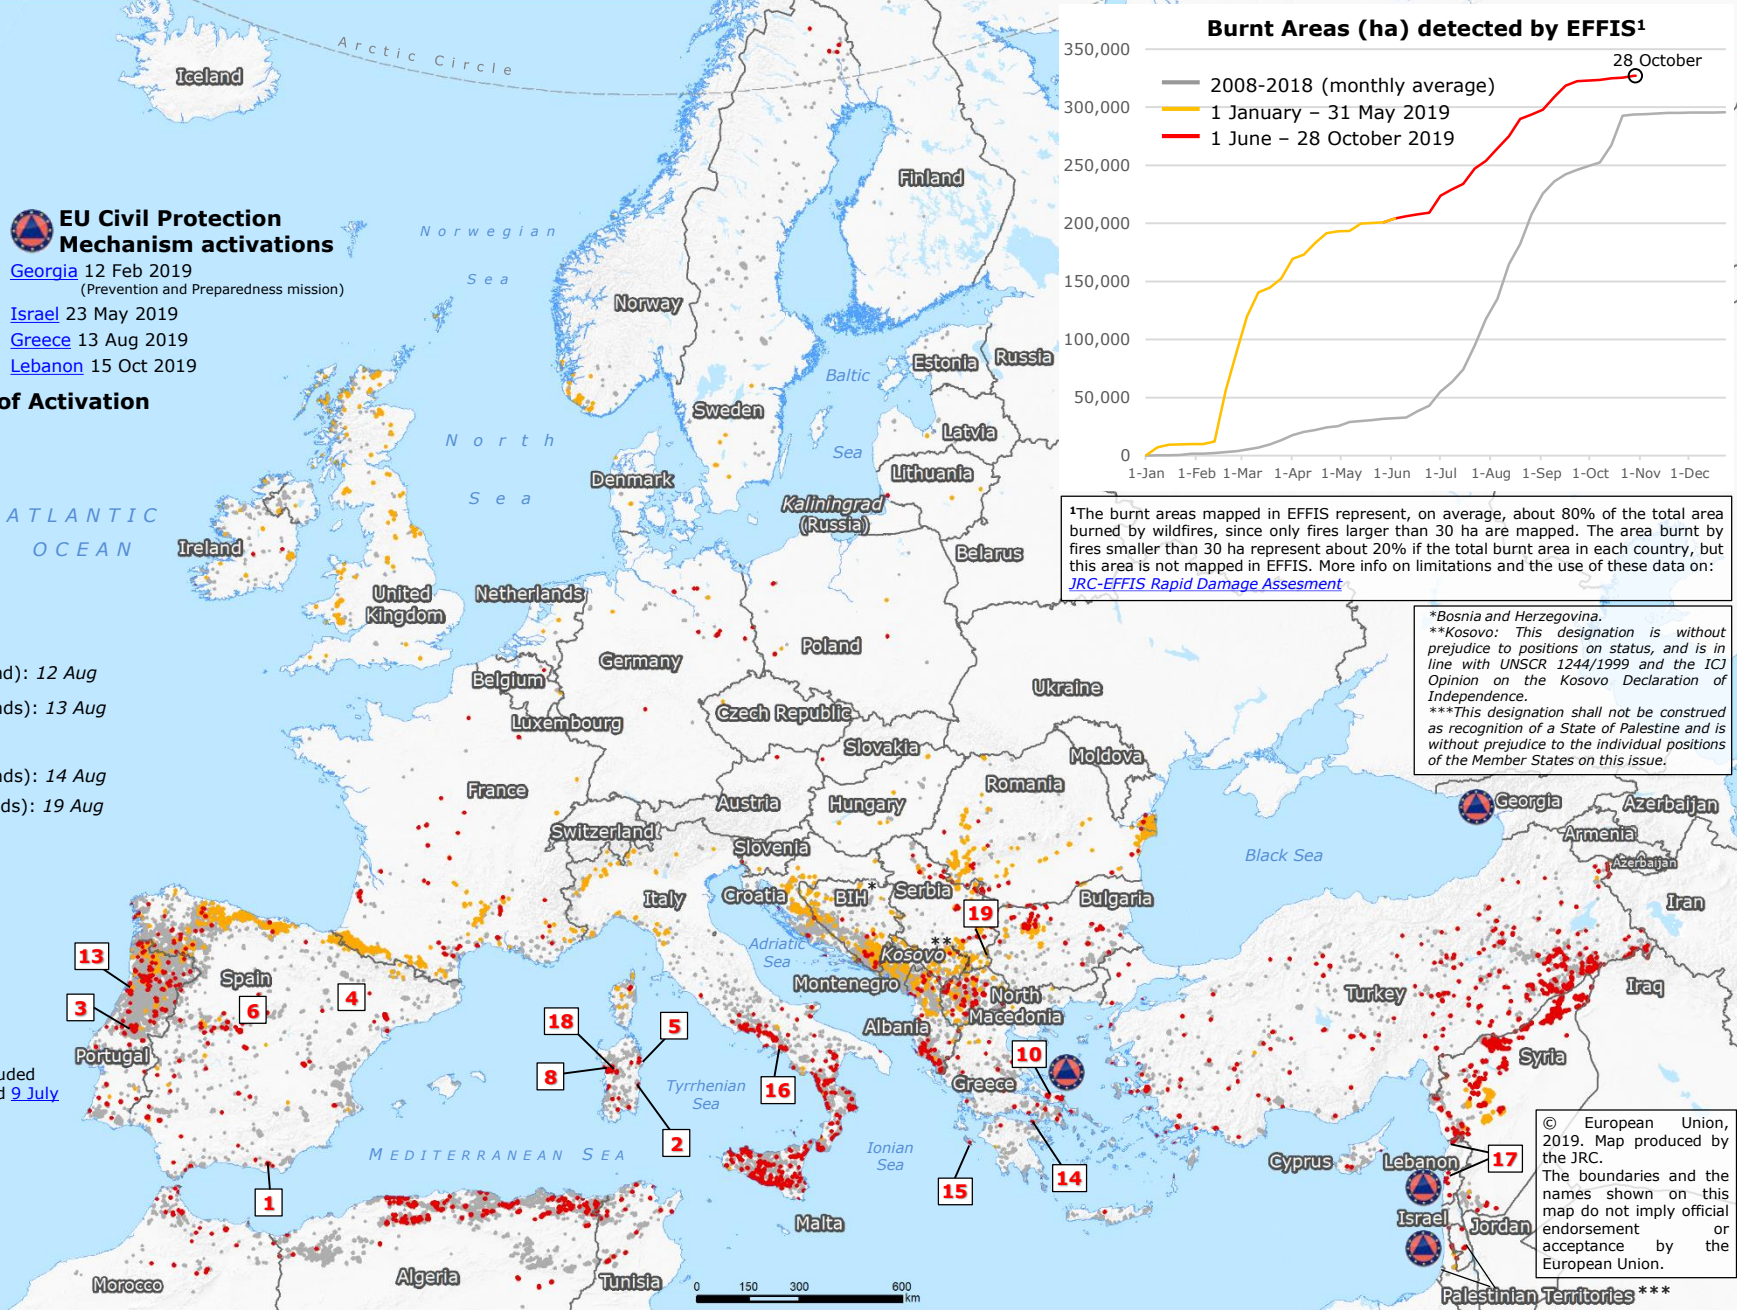 Burnt Areas (ha) detected by EFFIS¹
28 October
350,000
300,000
250,000
200,000
150,000
100,000
50,000
0
2008-2018 (monthly average)
1 January – 31 May 2019
1 June – 28 October 2019
1-Jan 1-Feb 1-Mar 1-Apr 1-May 1-Jun 1-Jul 1-Aug 1-Sep 1-Oct 1-Nov 1-Dec
¹The burnt areas mapped in EFFIS represent, on average, about 80% of the total area
burned by wildfires, since only fires larger than 30 ha are mapped. The area burnt by
fires smaller than 30 ha represent about 20% if the total burnt area in each country, but
this area is not mapped in EFFIS. More info on limitations and the use of these data on:
JRC-EFFIS Rapid Damage Assesment
*Bosnia and Herzegovina.
**Kosovo: This designation is without
prejudice to positions on status, and is in
line with UNSCR 1244/1999 and the ICJ
Opinion on the Kosovo Declaration of
Independence.
***This designation shall not be construed
as recognition of a State of Palestine and is
without prejudice to the individual positions
of the Member States on this issue.
EU Civil Protection
Mechanism activations
Georgia 12 Feb 2019
(Prevention and Preparedness mission)
Israel 23 May 2019
Greece 13 Aug 2019
Lebanon 15 Oct 2019
of Activation
nd): 12 Aug
nds): 13 Aug
nds): 14 Aug
ds): 19 Aug
uded
d 9 July
Arctic Circle
Iceland
Finland
Norwegian
Sea
Norway
Estonia
Russia
Baltic
Sea
Sweden
Latvia
North
Sea
Denmark
Lithuania
Kaliningrad
(Russia)
ATLANTIC
OCEAN
Ireland
Belarus
United
Kingdom
Netherlands
Poland
Germany
Belgium
Ukraine
Luxembourg
Czech Republic
Slovakia
Moldova
France
Austria
Hungary
Romania
Switzerland
Slovenia
Georgia
Azerbaijan
Armenia
Azerbaijan
Black Sea
Italy
Croatia
BIH *
Serbia
Bulgaria
Iran
19
13
Adriatic
Sea
**
Kosovo
Spain
Montenegro
3
6
4
North
Macedonia
Turkey
Iraq
18
5
Albania
Portugal
10
Syria
8
Greece
Tyrrhenian
Sea
16
2
MEDITERRANEAN SEA
Ionian
Sea
Cyprus
Lebanon
17
1
15
14
Malta
Israel
Jordan
Morocco
Algeria
Tunisia
Palestinian Territories ***
0 150 300 600
km
© European Union,
2019. Map produced by
the JRC.
The boundaries and the
names shown on this
map do not imply official
endorsement or
acceptance by the
European Union.